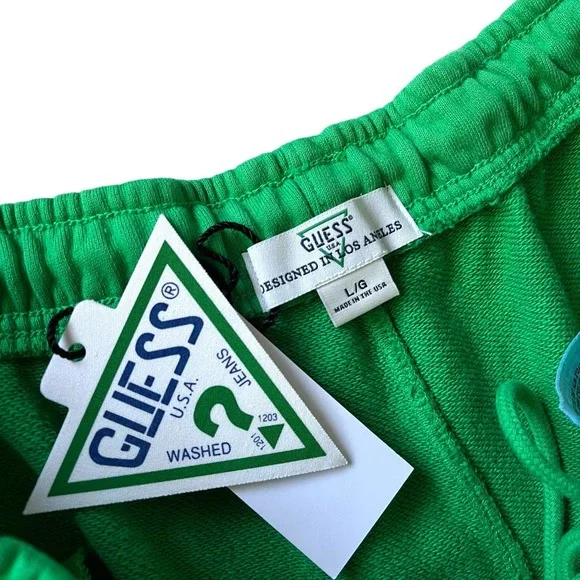 GUESS®
U.S.A.
DESIGNED IN LOS ANGELES
L/G
MADE IN THE USA
GUESS®
U.S.A.
JEANS
?
WASHED
1201
1203